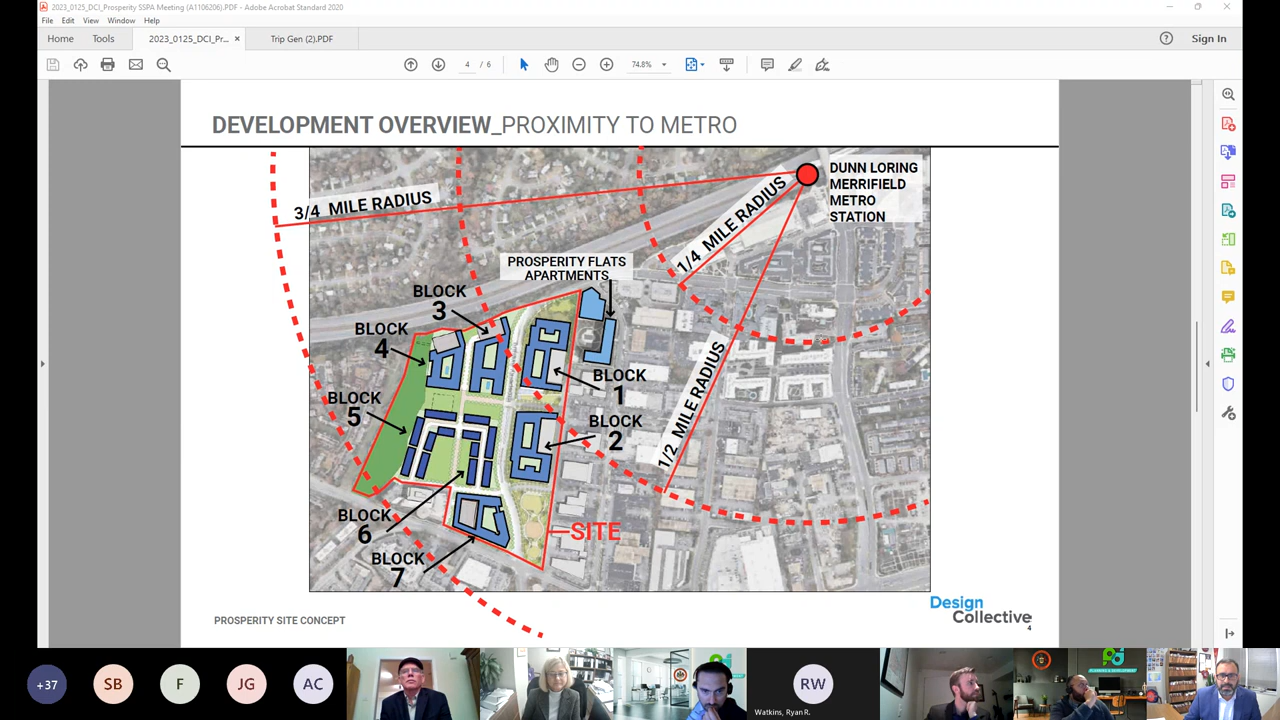 2023_0125_DCI_Prosperity SSPA Meeting (A1106206).PDF - Adobe Acrobat Standard 2020
File Edit View Window Help
Home Tools 2023_0125_DCI_Pr... × Trip Gen (2).PDF
Sign In
4 / 6 74.8%
DEVELOPMENT OVERVIEW_PROXIMITY TO METRO
DUNN LORING
MERRIFIELD
METRO
STATION
3/4 MILE RADIUS
1/4 MILE RADIUS
1/2 MILE RADIUS
PROSPERITY FLATS
APARTMENTS
BLOCK
3
BLOCK
4
BLOCK
1
BLOCK
5
BLOCK
2
BLOCK
6
SITE
BLOCK
7
PROSPERITY SITE CONCEPT
Design
Collective
4
+37
SB
F
JG
AC
RW
Watkins, Ryan R.